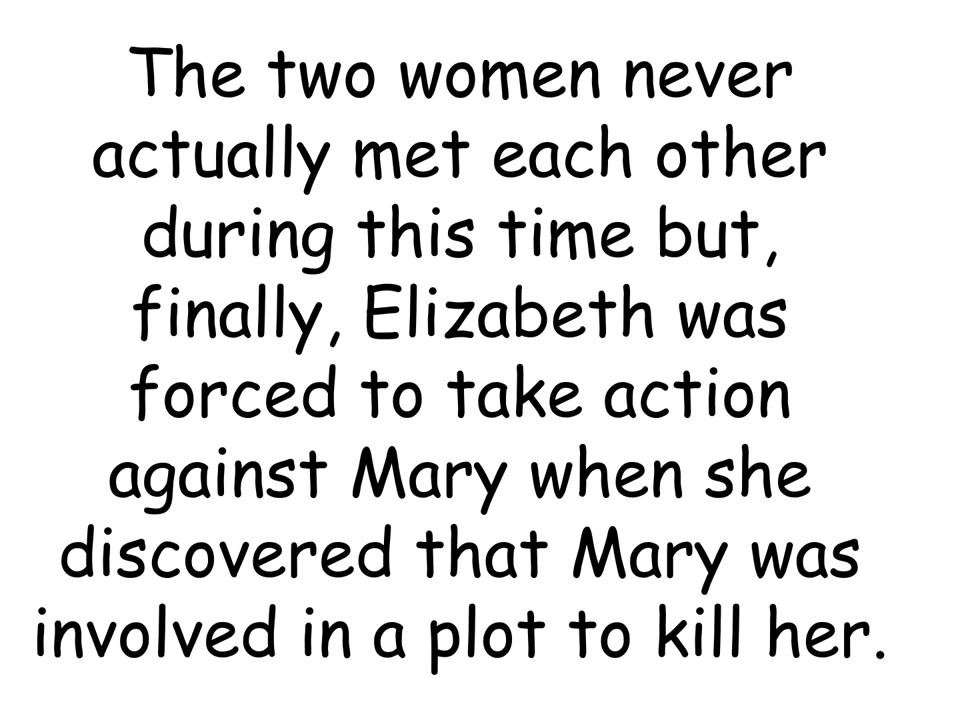 The two women never
actually met each other
during this time but,
finally, Elizabeth was
forced to take action
against Mary when she
discovered that Mary was
involved in a plot to kill her.